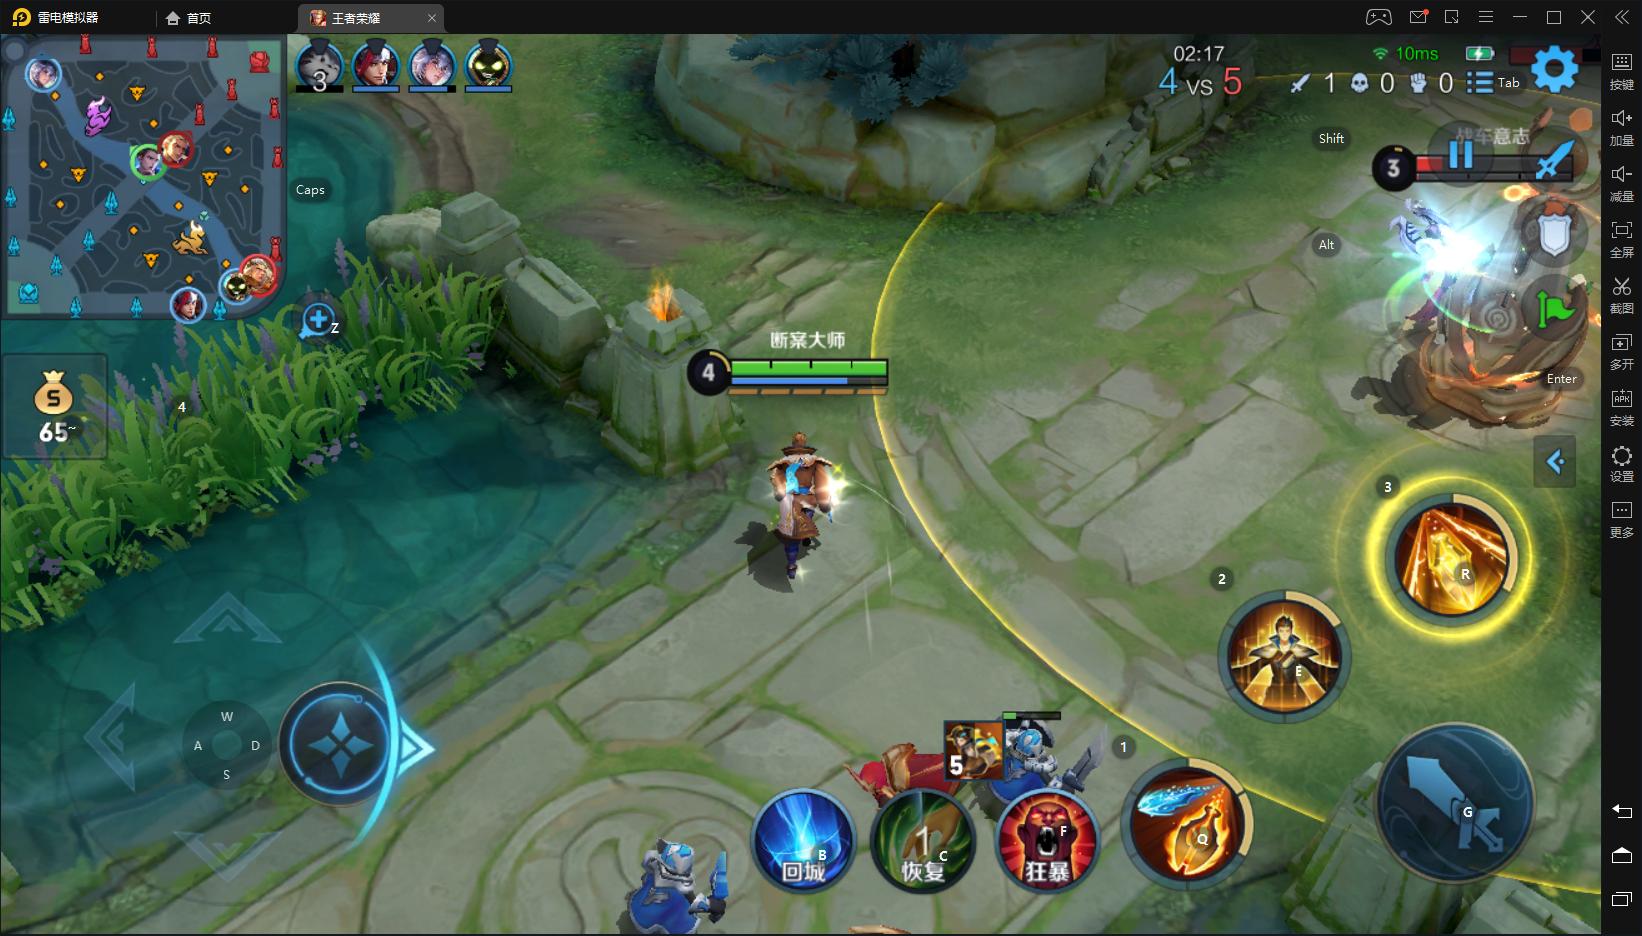 雷电模拟器
首页
王者荣耀
3
02:17
4 vs 5
10ms
1 0 0
Tab
Shift
战车意志
3
Caps
Alt
Z
Enter
断案大师
4
S
65~
4
3
R
2
E
W
A
D
S
1
5
B
回城
1
C
恢复
F
狂暴
Q
G
按键
加量
减量
全屏
截图
多开
APK
安装
设置
更多